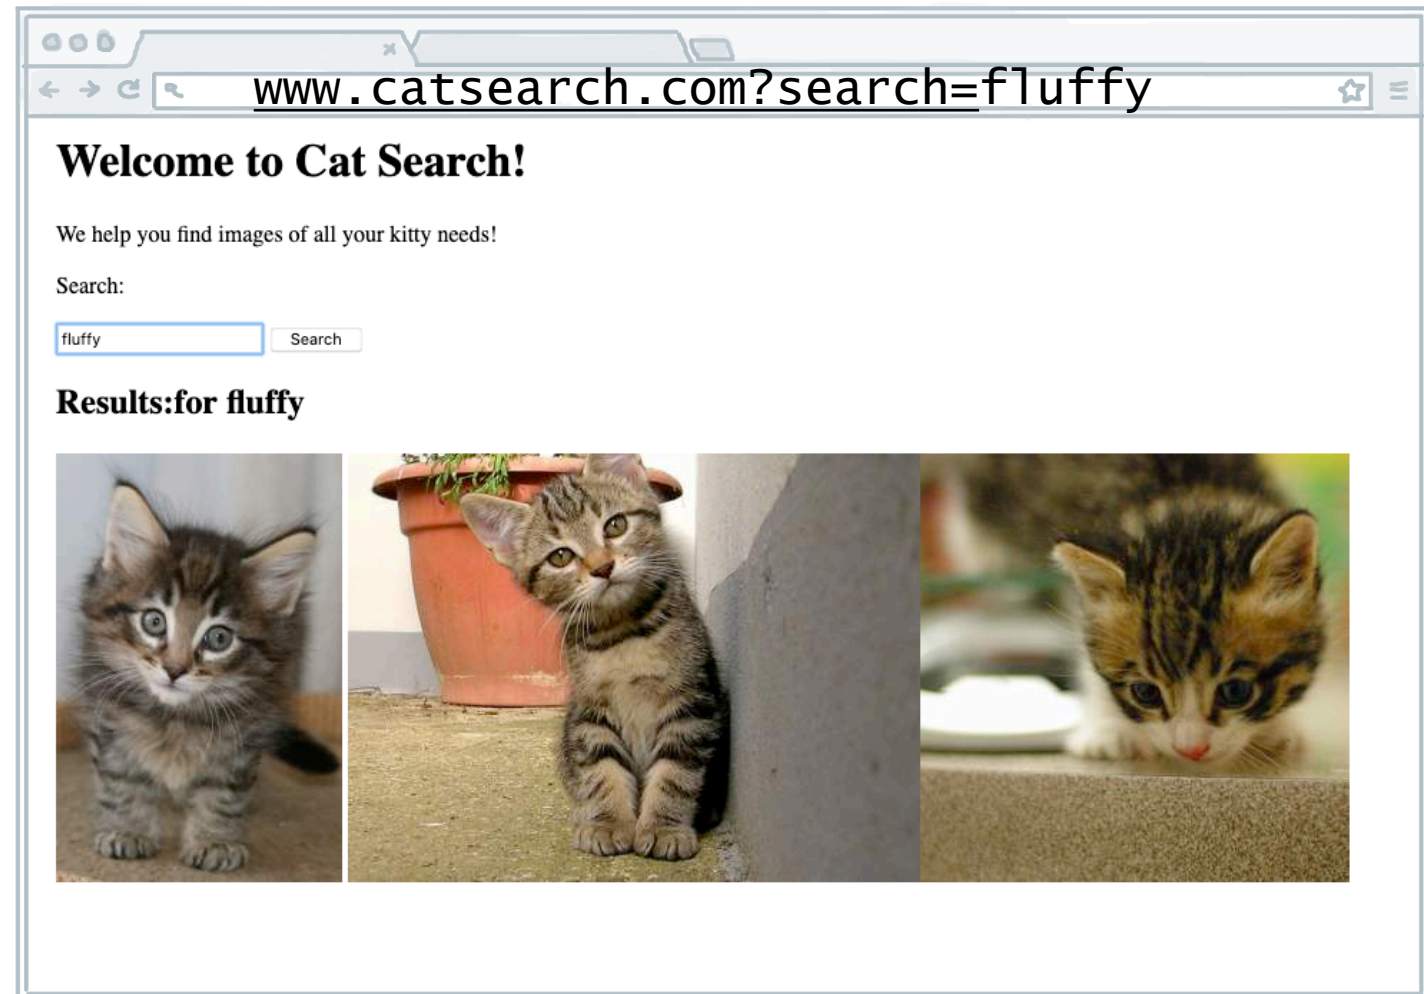 www.catsearch.com?search=fluffy
Welcome to Cat Search!
We help you find images of all your kitty needs!
Search:
fluffy Search
Results:for fluffy